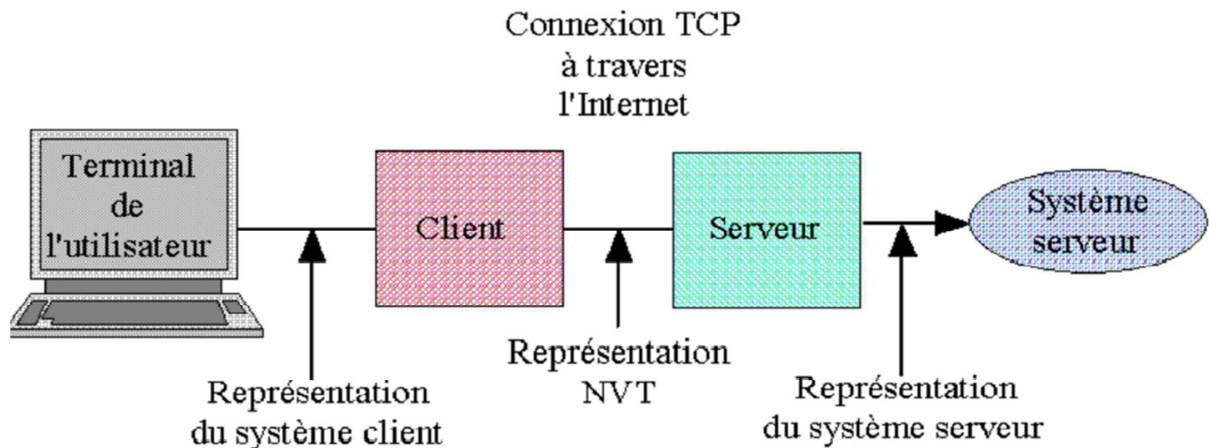 Connexion TCP
à travers
l'Internet
Terminal
de
l'utilisateur
Client
Serveur
Système
serveur
Représentation
du système client
Représentation
NVT
Représentation
du système serveur